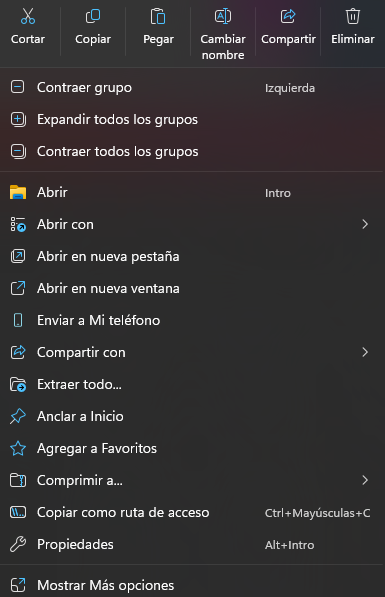 Cortar Copiar Pegar Cambiar nombre Compartir Eliminar
Contraer grupo Izquierda
Expandir todos los grupos
Contraer todos los grupos
Abrir Intro
Abrir con
Abrir en nueva pestaña
Abrir en nueva ventana
Enviar a Mi teléfono
Compartir con
Extraer todo...
Anclar a Inicio
Agregar a Favoritos
Comprimir a...
Copiar como ruta de acceso Ctrl+Mayúsculas+C
Propiedades Alt+Intro
Mostrar Más opciones